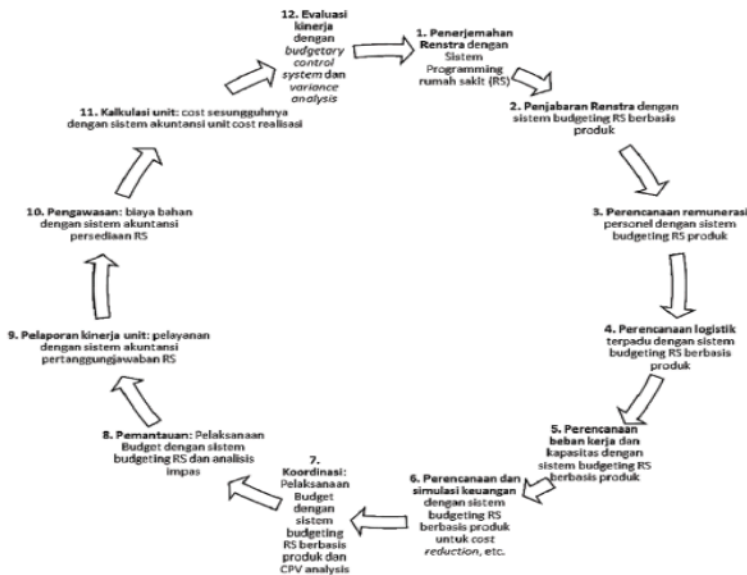 12. Evaluasi
kinerja
dengan
budgetary
control
system dan
variance
analysis
1. Penerjemahan
Renstra dengan
Sistem
Programming
rumah sakit (RS)
2. Penjabaran Renstra dengan
sistem budgeting RS berbasis
produk
3. Perencanaan remunerasi
personel dengan sistem
budgeting RS produk
4. Perencanaan logistik
terpadu dengan sistem
budgeting RS berbasis
produk
5. Perencanaan
beban kerja dan
kapasitas dengan
sistem budgeting RS
berbasis produk
6. Perencanaan dan
simulasi keuangan
dengan sistem
budgeting RS
berbasis produk
untuk cost
reduction, etc.
7.
Koordinasi:
Pelaksanaan
Budget
dengan
sistem
budgeting
RS berbasis
produk dan
CPV analysis
8. Pemantauan: Pelaksanaan
Budget dengan sistem
budgeting RS dan analisis
impas
9. Pelaporan kinerja unit: pelayanan
dengan sistem akuntansi
pertanggungjawaban RS
10. Pengawasan: biaya bahan
dengan sistem akuntansi
persediaan RS
11. Kalkulasi unit: cost sesungguhnya
dengan sistem akuntansi unit cost realisasi